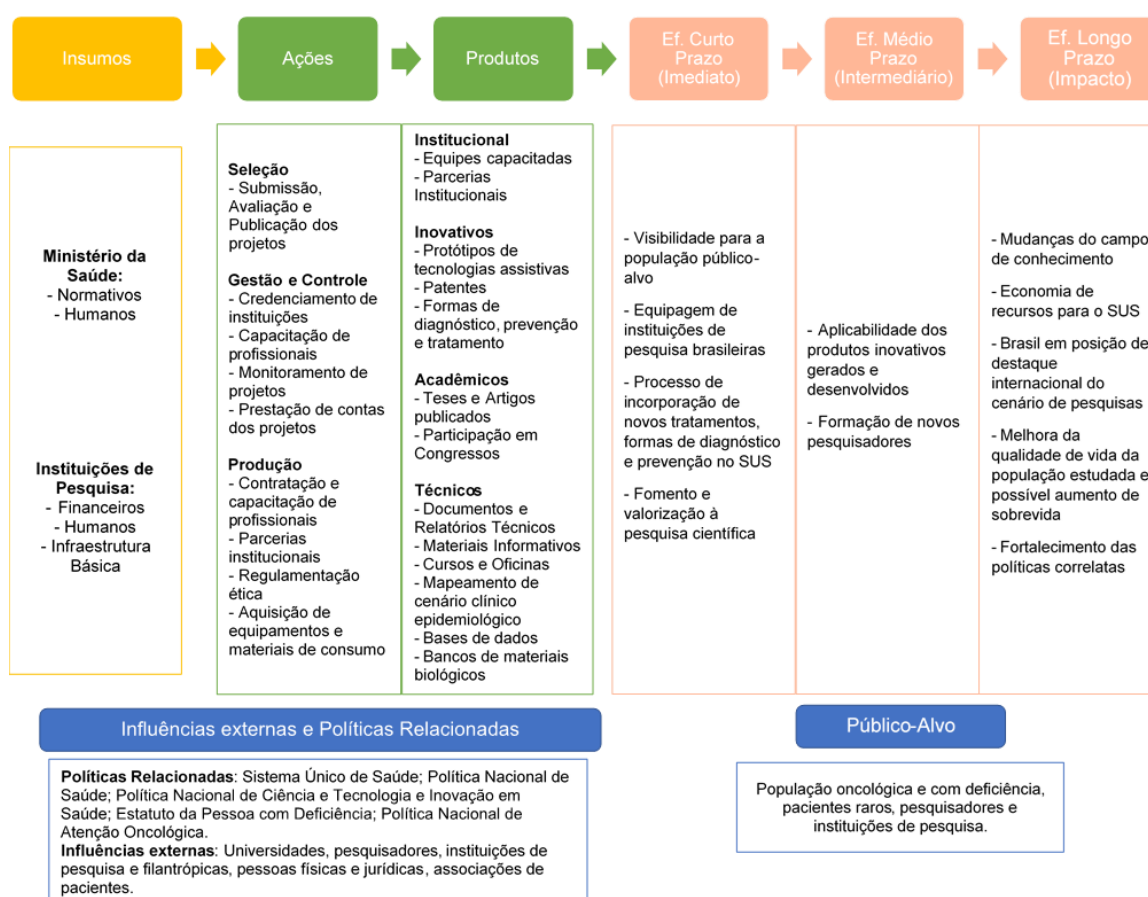 Insumos
Ações
Produtos
Ef. Curto
Prazo
(Imediato)
Ef. Médio
Prazo
(Intermediário)
Ef. Longo
Prazo
(Impacto)
Ministério da
Saúde:
- Normativos
- Humanos
Instituições de
Pesquisa:
- Financeiros
- Humanos
- Infraestrutura
Básica
Seleção
- Submissão,
Avaliação e
Publicação dos
projetos
Gestão e Controle
- Credenciamento de
instituições
- Capacitação de
profissionais
- Monitoramento de
projetos
- Prestação de contas
dos projetos
Produção
- Contratação e
capacitação de
profissionais
- Parcerias
institucionais
- Regulamentação
ética
- Aquisição de
equipamentos e
materiais de consumo
Institucional
- Equipes capacitadas
- Parcerias
Institucionais
Inovativos
- Protótipos de
tecnologias assistivas
- Patentes
- Formas de
diagnóstico, prevenção
e tratamento
Acadêmicos
- Teses e Artigos
publicados
- Participação em
Congressos
Técnicos
- Documentos e
Relatórios Técnicos
- Materiais Informativos
- Cursos e Oficinas
- Mapeamento de
cenário clínico
epidemiológico
- Bases de dados
- Bancos de materiais
biológicos
- Visibilidade para a
população público-
alvo
- Equipagem de
instituições de
pesquisa brasileiras
- Processo de
incorporação de
novos tratamentos,
formas de diagnóstico
e prevenção no SUS
- Fomento e
valorização à
pesquisa científica
- Aplicabilidade dos
produtos inovativos
gerados e
desenvolvidos
- Formação de novos
pesquisadores
- Mudanças do campo
de conhecimento
- Economia de
recursos para o SUS
- Brasil em posição de
destaque
internacional do
cenário de pesquisas
- Melhora da
qualidade de vida da
população estudada e
possível aumento de
sobrevida
- Fortalecimento das
políticas correlatas
Influências externas e Políticas Relacionadas
Políticas Relacionadas: Sistema Único de Saúde; Política Nacional de
Saúde; Política Nacional de Ciência e Tecnologia e Inovação em
Saúde; Estatuto da Pessoa com Deficiência; Política Nacional de
Atenção Oncológica.
Influências externas: Universidades, pesquisadores, instituições de
pesquisa e filantrópicas, pessoas físicas e jurídicas, associações de
pacientes.
Público-Alvo
População oncológica e com deficiência,
pacientes raros, pesquisadores e
instituições de pesquisa.